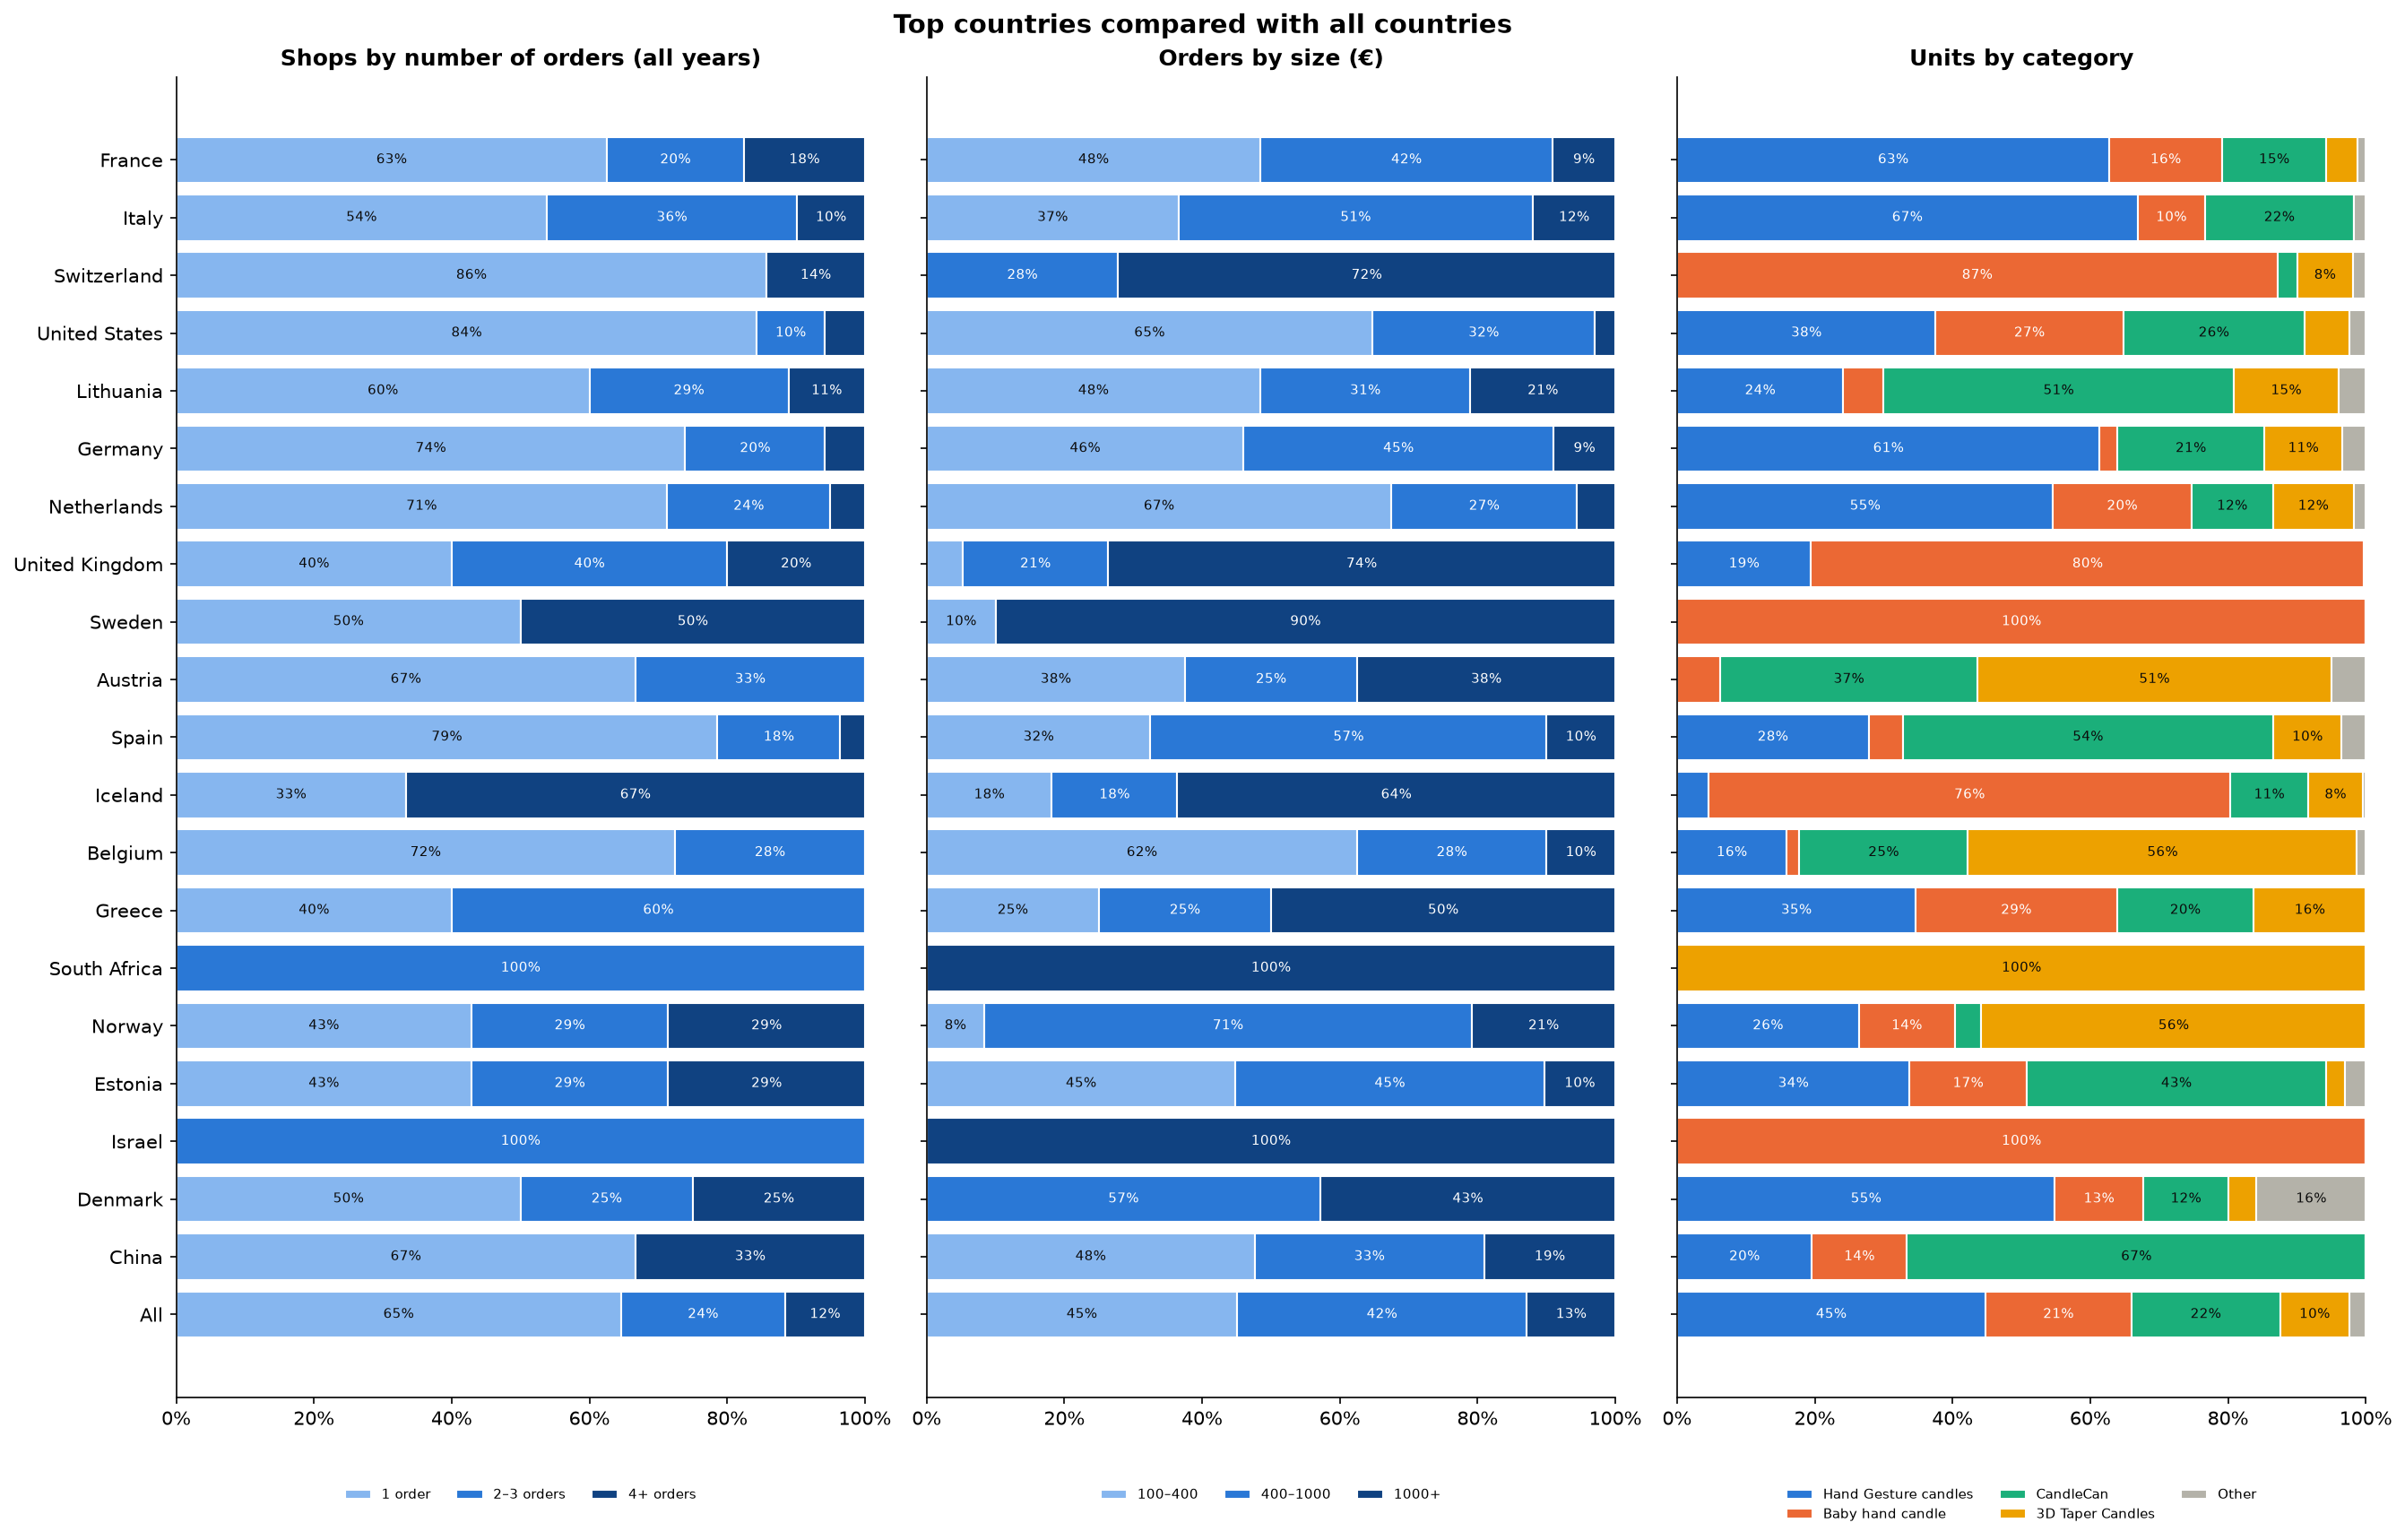 Top countries compared with all countries
Shops by number of orders (all years)
Orders by size (€)
Units by category
France 63% 20% 18% 48% 42% 9% 63% 16% 15%
Italy 54% 36% 10% 37% 51% 12% 67% 10% 22%
Switzerland 86% 14% 28% 72% 87% 8%
United States 84% 10% 65% 32% 38% 27% 26%
Lithuania 60% 29% 11% 48% 31% 21% 24% 51% 15%
Germany 74% 20% 46% 45% 9% 61% 21% 11%
Netherlands 71% 24% 67% 27% 55% 20% 12% 12%
United Kingdom 40% 40% 20% 21% 74% 19% 80%
Sweden 50% 50% 10% 90% 100%
Austria 67% 33% 38% 25% 38% 37% 51%
Spain 79% 18% 32% 57% 10% 28% 54% 10%
Iceland 33% 67% 18% 18% 64% 76% 11% 8%
Belgium 72% 28% 62% 28% 10% 16% 25% 56%
Greece 40% 60% 25% 25% 50% 35% 29% 20% 16%
South Africa 100% 100% 100%
Norway 43% 29% 29% 8% 71% 21% 26% 14% 56%
Estonia 43% 29% 29% 45% 45% 10% 34% 17% 43%
Israel 100% 100% 100%
Denmark 50% 25% 25% 57% 43% 55% 13% 12% 16%
China 67% 33% 48% 33% 19% 20% 14% 67%
All 65% 24% 12% 45% 42% 13% 45% 21% 22% 10%
0% 20% 40% 60% 80% 100% 0% 20% 40% 60% 80% 100% 0% 20% 40% 60% 80% 100%
1 order 2–3 orders 4+ orders
100–400 400–1000 1000+
Hand Gesture candles CandleCan Other
Baby hand candle 3D Taper Candles